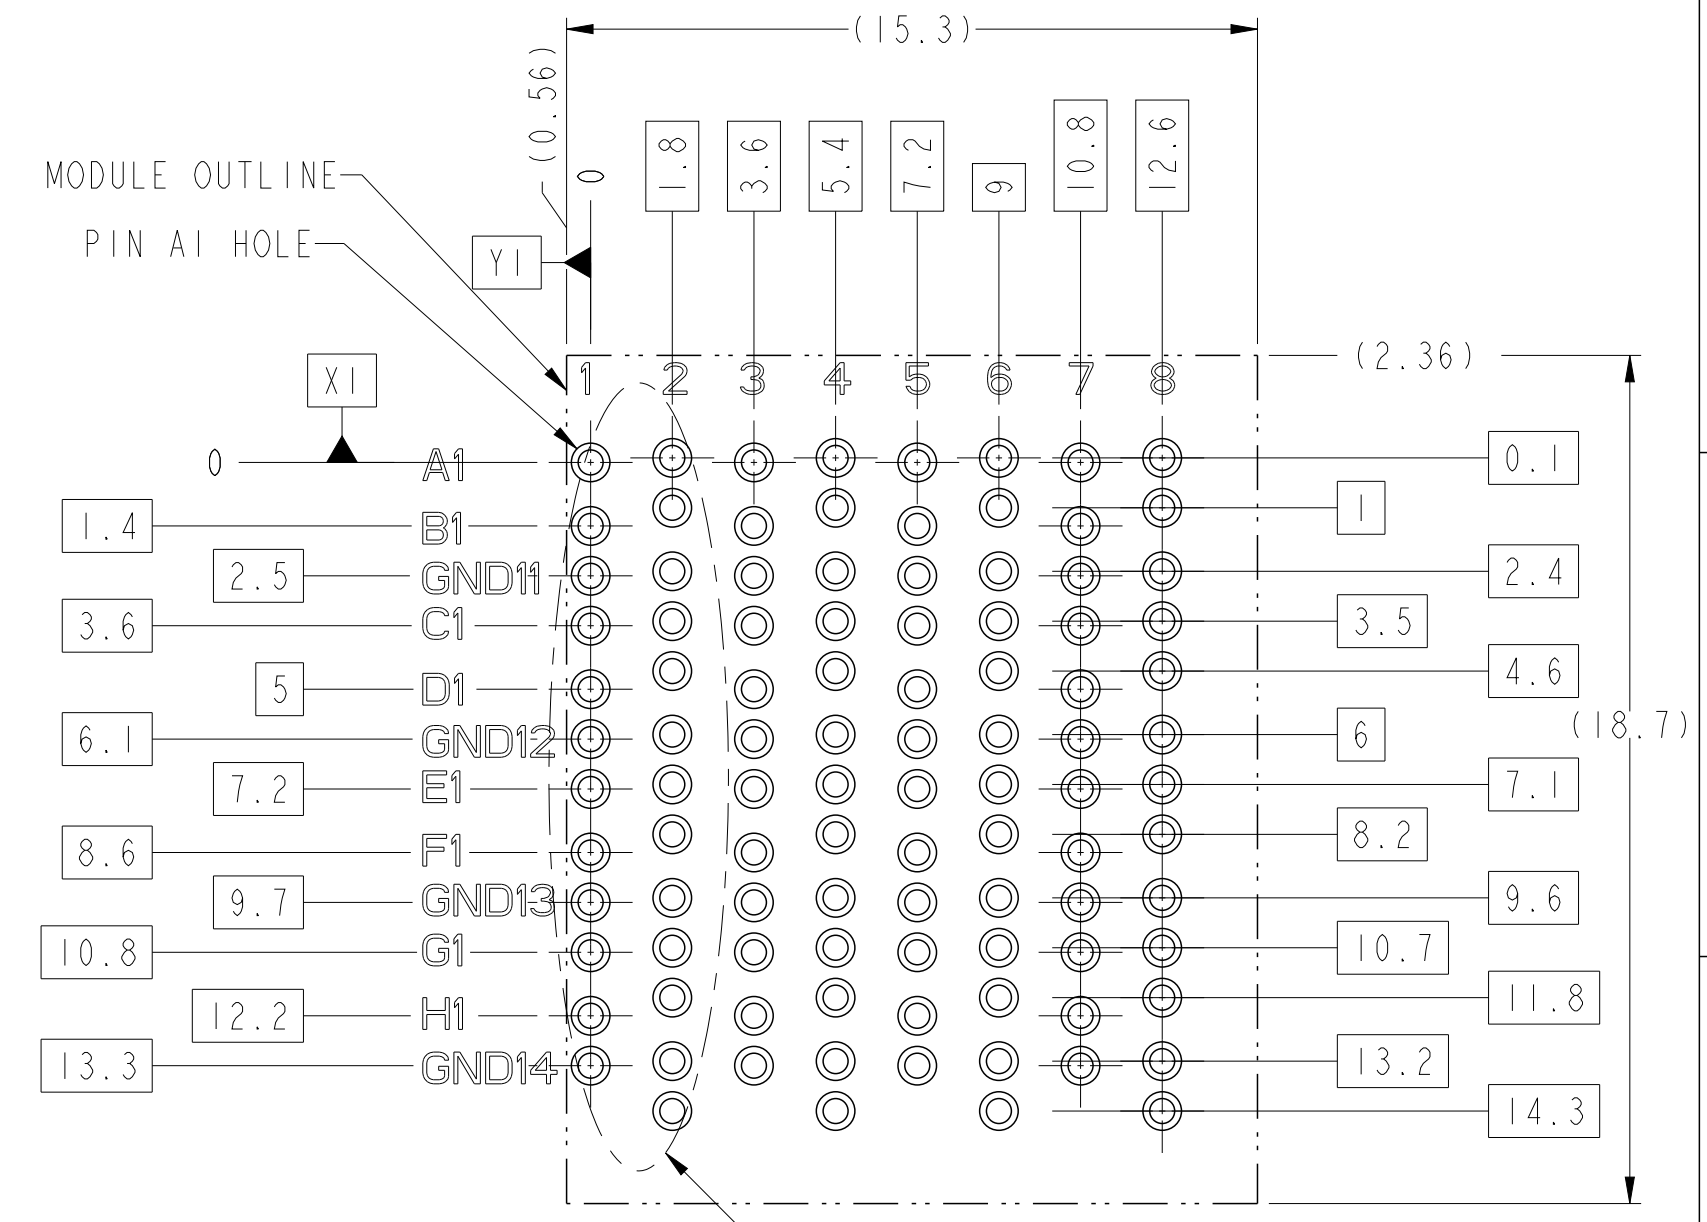 (15.3)
(0.56)
0
1.8
3.6
5.4
7.2
9
10.8
12.6
MODULE OUTLINE
PIN A1 HOLE
Y1
(2.36)
X1
1 2 3 4 5 6 7 8
0 A1 0.1
1
1.4 B1
2.5 GND11 2.4
3.6 C1 3.5
4.6
5 D1
6.1 GND12 6
(18.7)
7.2 E1 7.1
8.2
8.6 F1
9.7 GND13 9.6
10.8 G1 10.7
11.8
12.2 H1
13.3 GND14 13.2
14.3